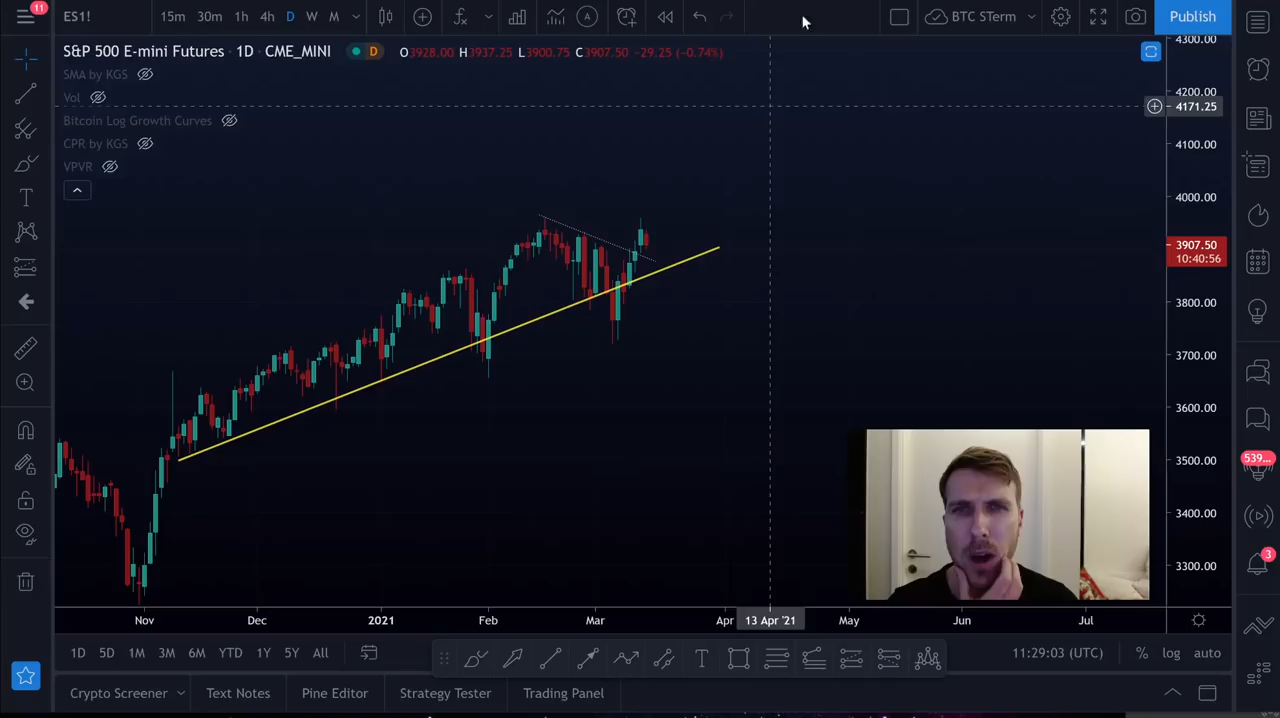 11
ES1!
15m 30m 1h 4h D W M
BTC STerm
Publish
S&P 500 E-mini Futures · 1D · CME_MINI
D
O3928.00 H3937.25 L3900.75 C3907.50 -29.25 (-0.74%)
SMA by KGS
Vol
Bitcoin Log Growth Curves
CPR by KGS
VPVR
4300.00
4200.00
4171.25
4100.00
4000.00
3907.50
10:40:56
3800.00
3700.00
3600.00
3500.00
3400.00
3300.00
539...
3
Nov Dec 2021 Feb Mar Apr 13 Apr '21 May Jun Jul
1D 5D 1M 3M 6M YTD 1Y 5Y All
11:29:03 (UTC) % log auto
Crypto Screener Text Notes Pine Editor Strategy Tester Trading Panel